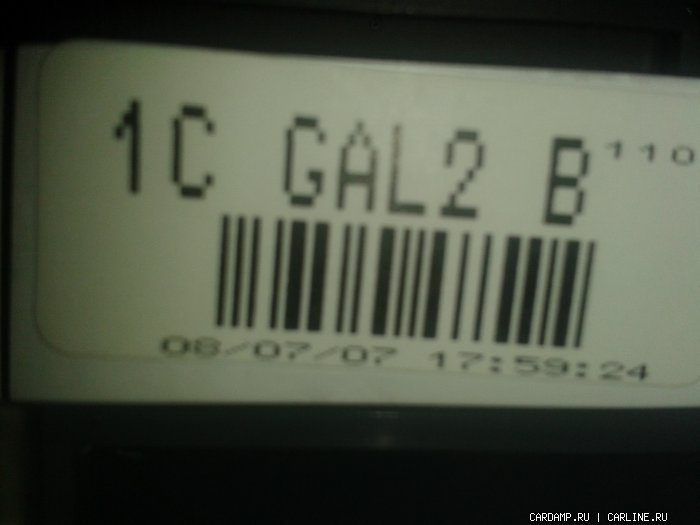 1C GAL2 B 110
08/07/07 17:59:24
CARDAMP.RU | CARLINE.RU